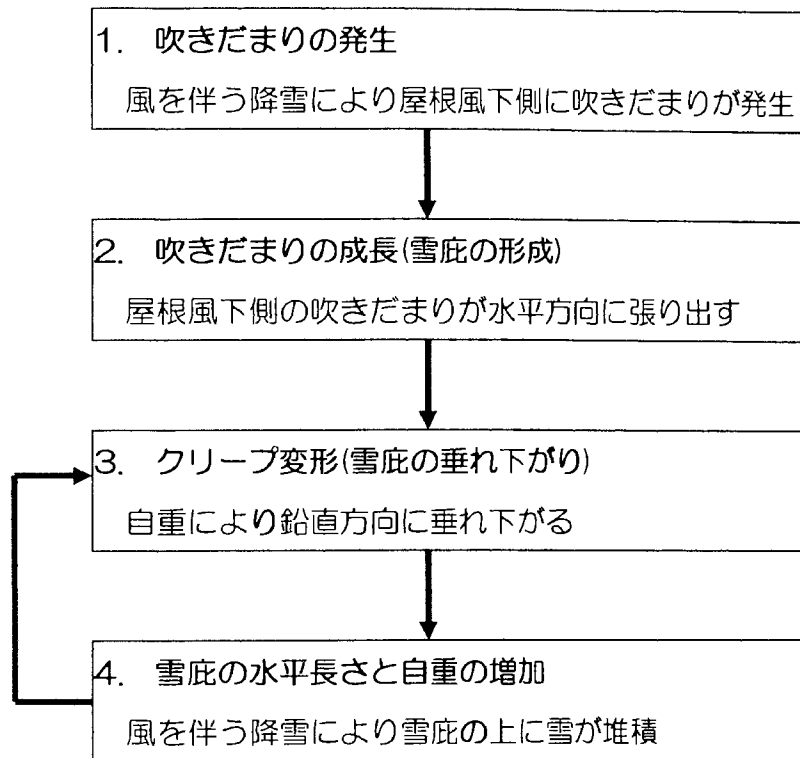 1. 吹きだまりの発生
風を伴う降雪により屋根風下側に吹きだまりが発生
2. 吹きだまりの成長(雪庇の形成)
屋根風下側の吹きだまりが水平方向に張り出す
3. クリープ変形(雪庇の垂れ下がり)
自重により鉛直方向に垂れ下がる
4. 雪庇の水平長さと自重の増加
風を伴う降雪により雪庇の上に雪が堆積